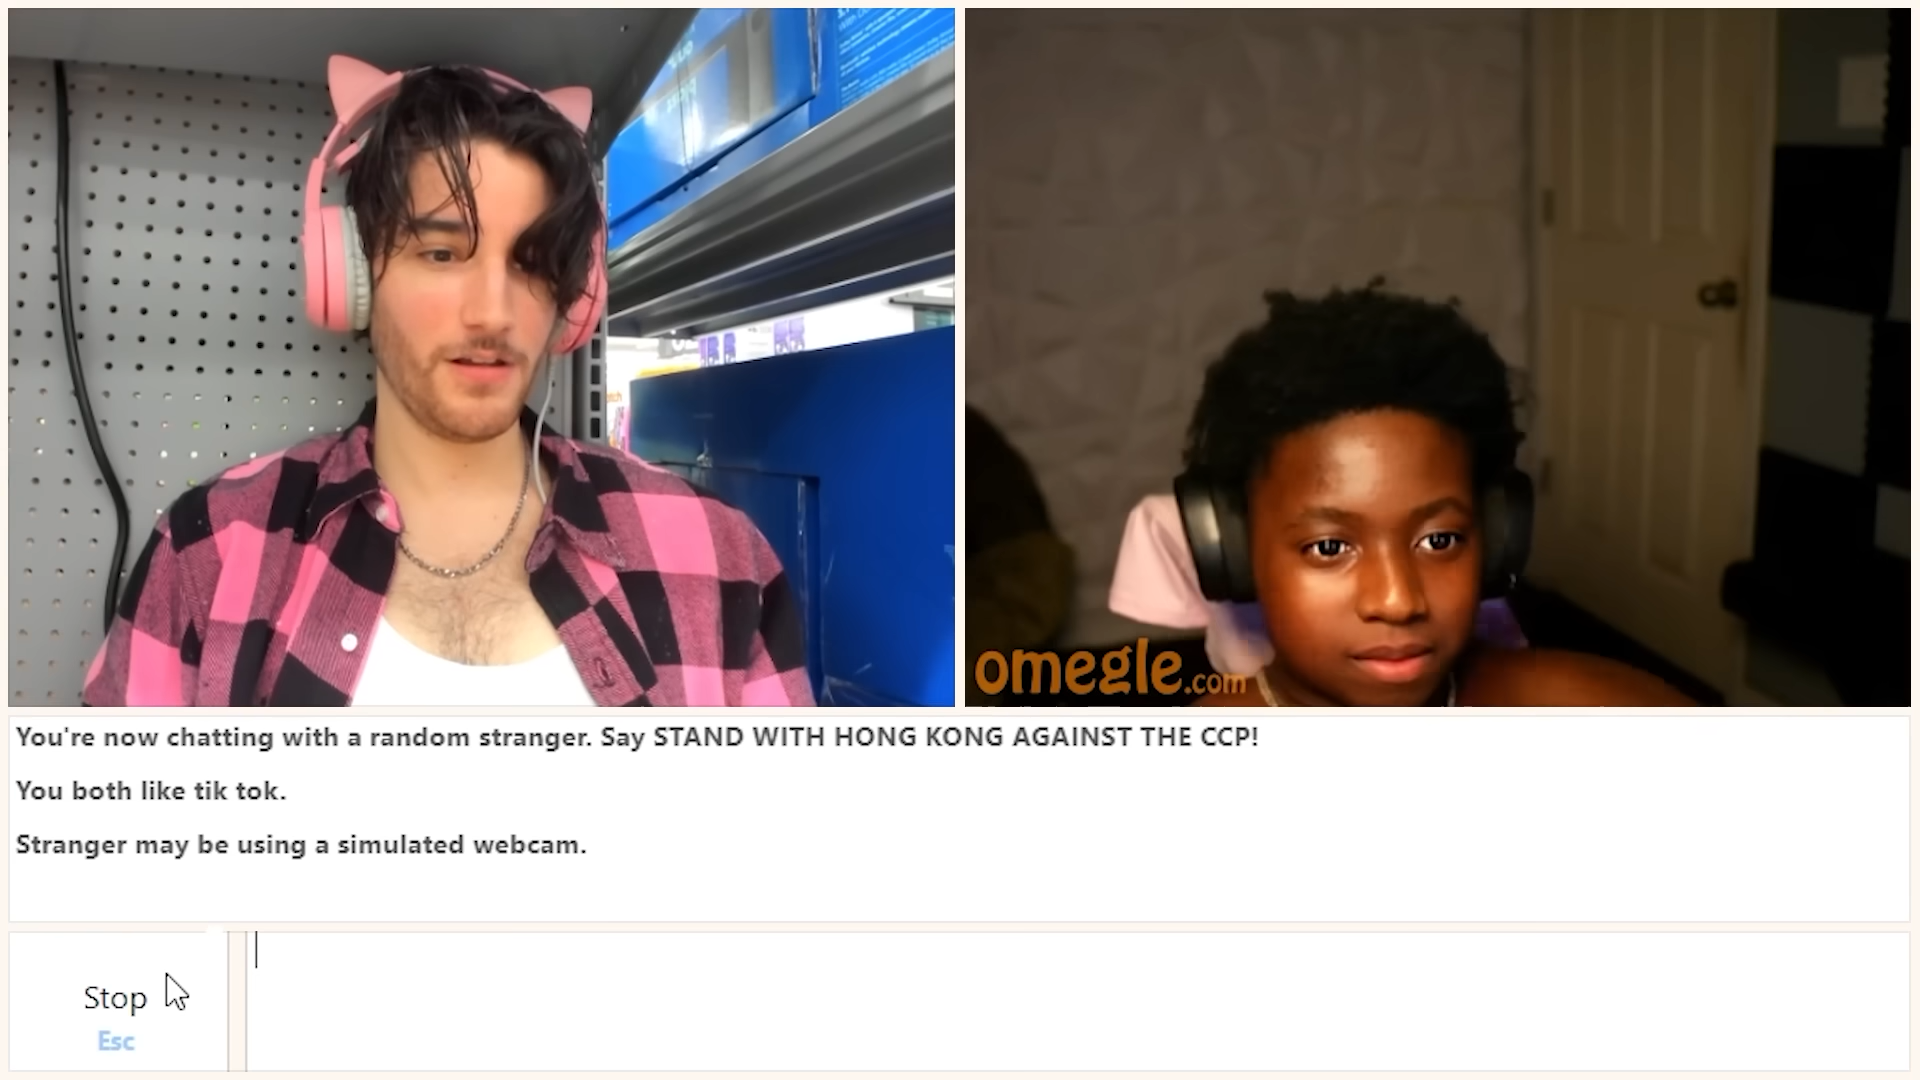 omegle.com
You're now chatting with a random stranger. Say STAND WITH HONG KONG AGAINST THE CCP!
You both like tik tok.
Stranger may be using a simulated webcam.
Stop
Esc